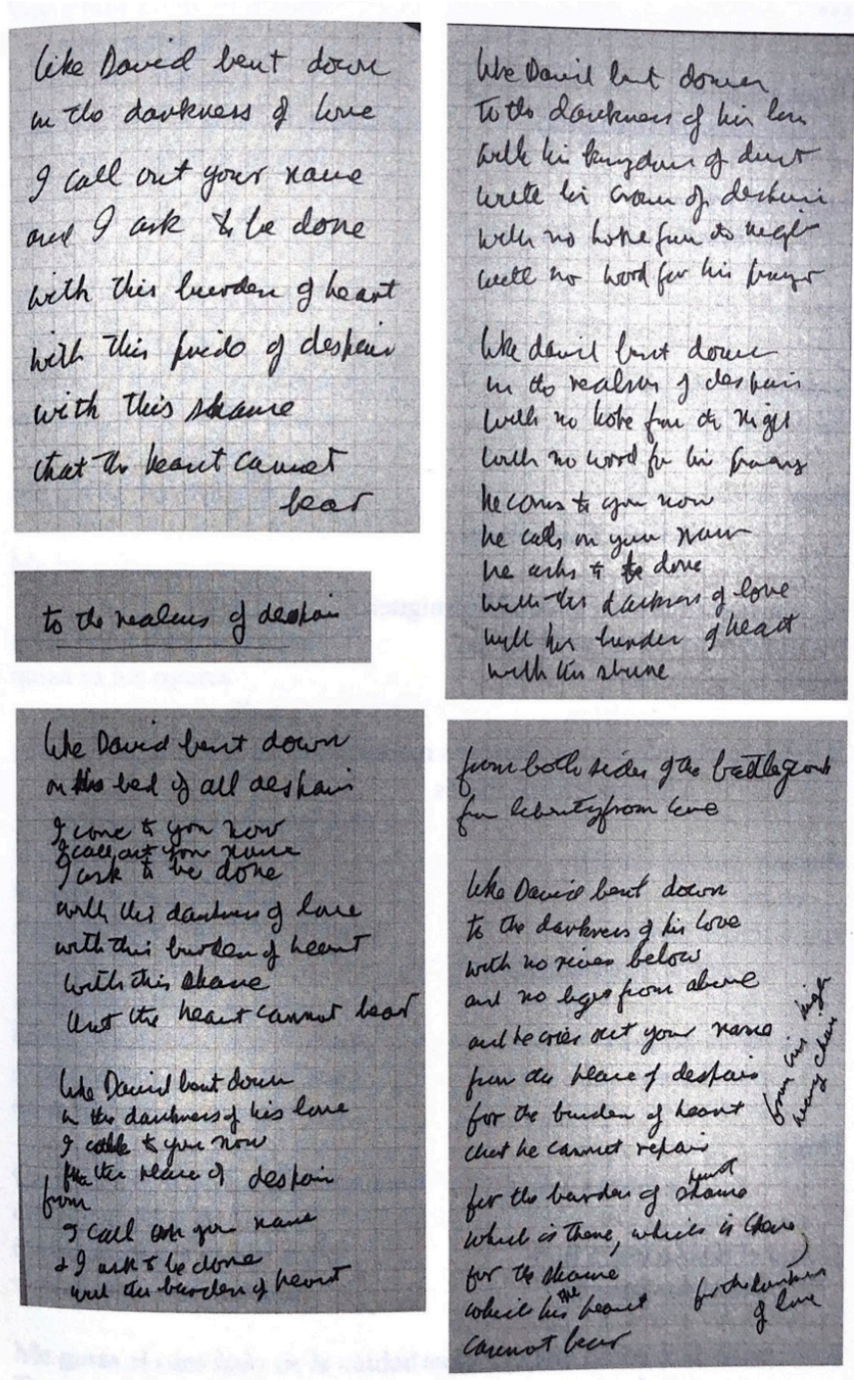 like David bent down
in the darkness of love
I call out your name
and I ask to be done
with this burden of heart
with this pride of despair
with this shame
that the heart cannot
bear
to the realms of despair
like David bent down
on the bed of all despair
I come to you now
I call out your name
I ask to be done
with this darkness of love
with this burden of heart
with this shame
that the heart cannot bear
like David bent down
in the darkness of his love
I call to you now
from the place of despair
I call out your name
& I ask to be done
with the burden of heart
like David bent down
to the darkness of his love
with his kingdom of dust
with his crown of despair
with no hope from the night
with no word for his prayer
like david bent down
in the realms of despair
with no hope from the night
with no word for his prayer
he comes to you now
he calls on your name
he asks to be done
with this darkness of love
with his burden of heart
with this shame
from both sides of the battleground
for liberty from love
like David bent down
to the darkness of his love
with no river below
and no from above
and he cries out your name
from the place of despair
for the burden of heart
that he cannot repair
from his high
chair
for the burden of shame
which is there, which is
for the shame
which his the heart
cannot bear
for the darkness
of love